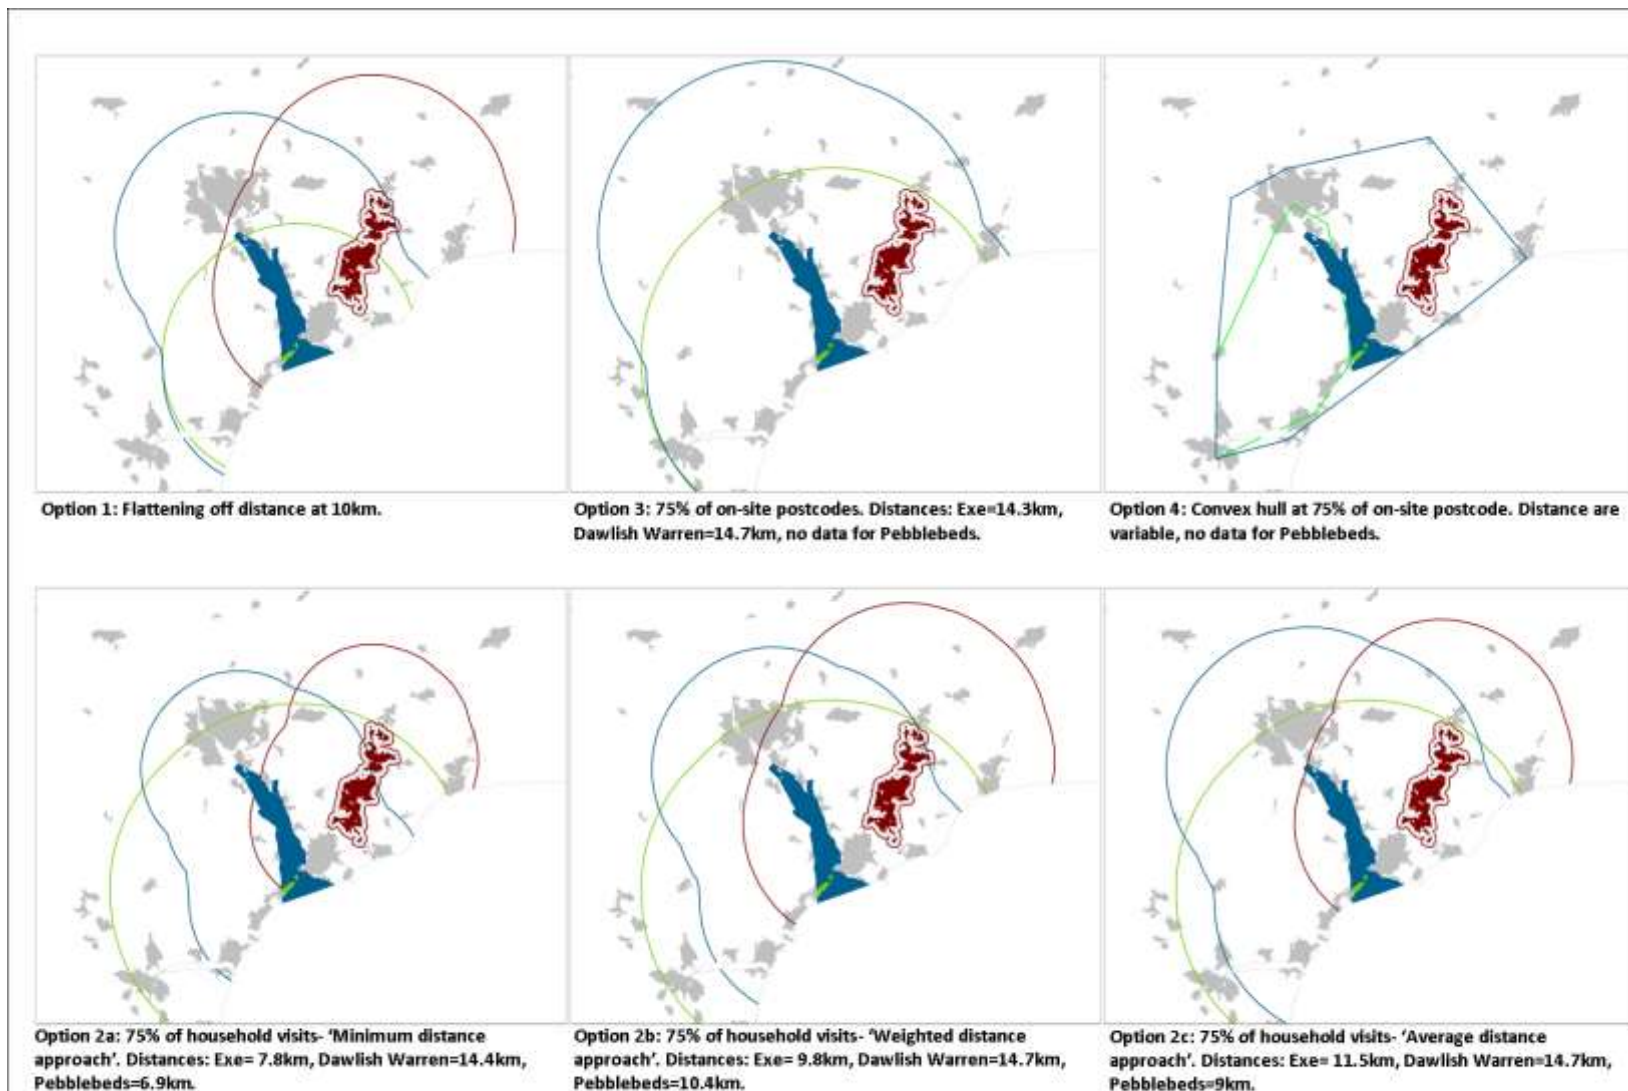 Option 1: Flattening off distance at 10km.
Option 3: 75% of on-site postcodes. Distances: Exe=14.3km,
Dawlish Warren=14.7km, no data for Pebblebeds.
Option 4: Convex hull at 75% of on-site postcode. Distance are
variable, no data for Pebblebeds.
Option 2a: 75% of household visits- ‘Minimum distance
approach’. Distances: Exe= 7.8km, Dawlish Warren=14.4km,
Pebblebeds=6.9km.
Option 2b: 75% of household visits- ‘Weighted distance
approach’. Distances: Exe= 9.8km, Dawlish Warren=14.7km,
Pebblebeds=10.4km.
Option 2c: 75% of household visits- ‘Average distance
approach’. Distances: Exe= 11.5km, Dawlish Warren=14.7km,
Pebblebeds=9km.